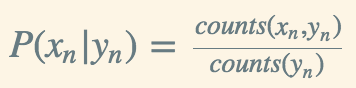 P(xₙ|yₙ) = counts(xₙ,yₙ) / counts(yₙ)